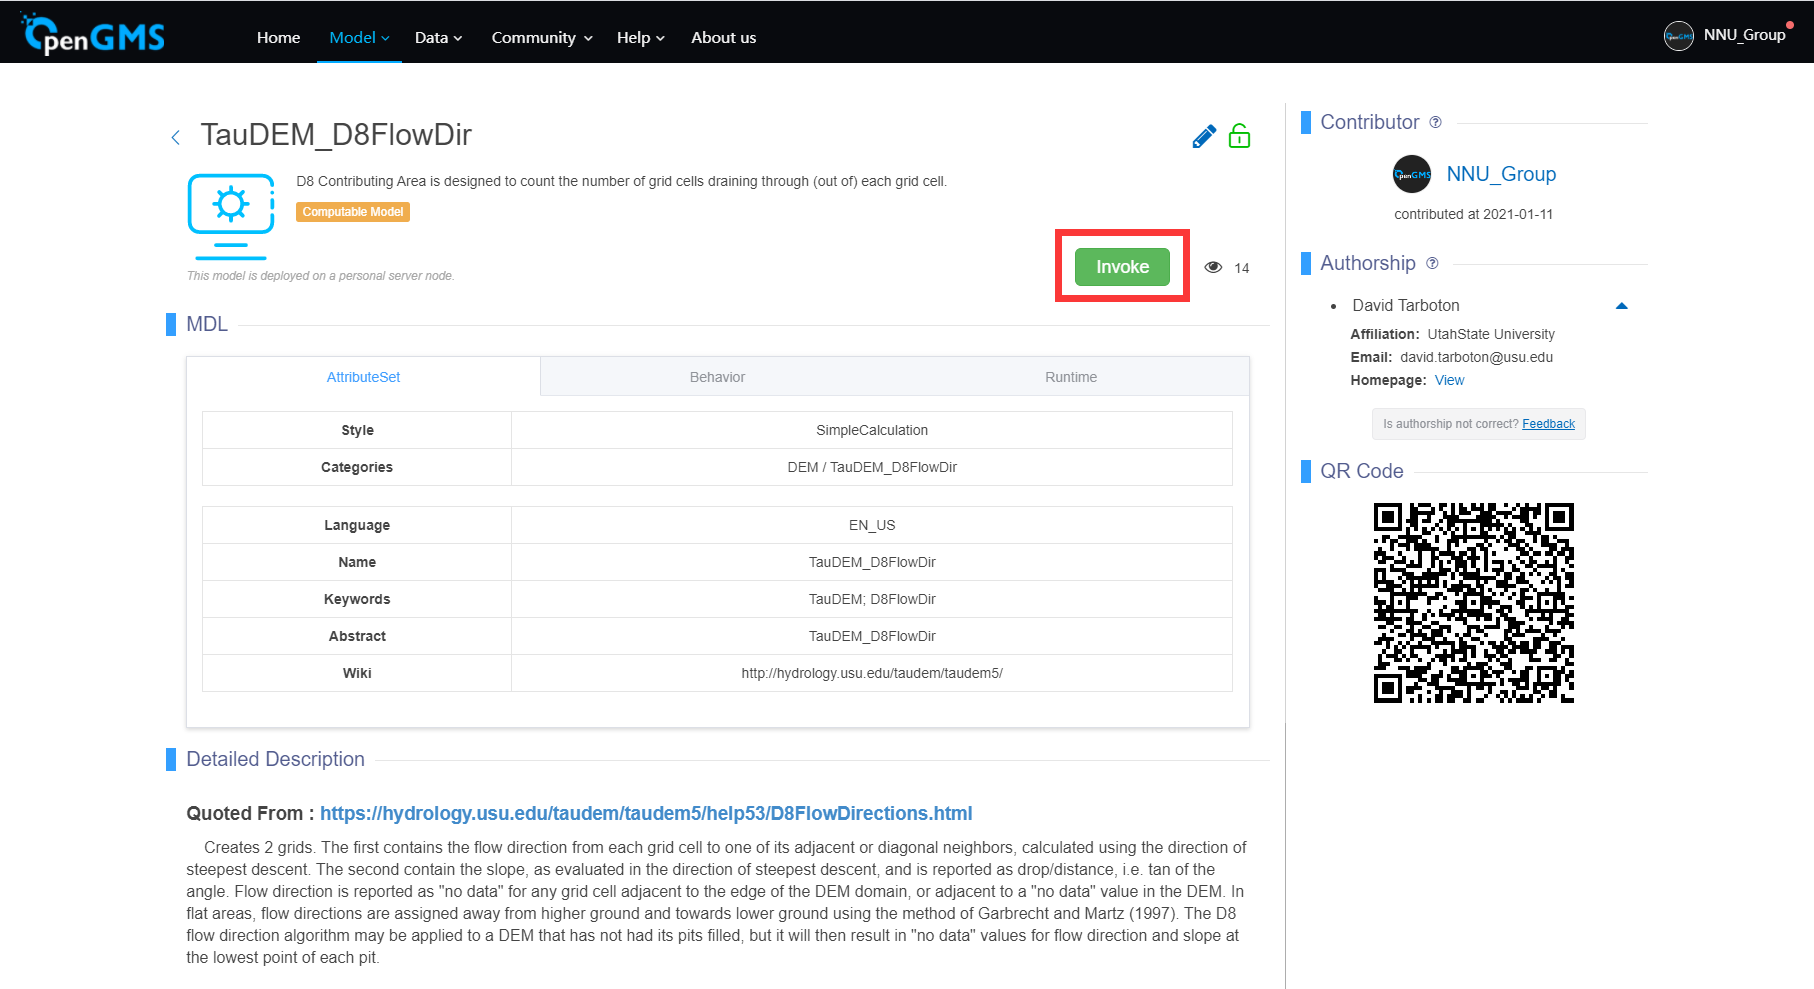 OpenGMS
Home
Model
Data
Community
Help
About us
OpenGMS
NNU_Group
TauDEM_D8FlowDir
D8 Contributing Area is designed to count the number of grid cells draining through (out of) each grid cell.
Computable Model
This model is deployed on a personal server node.
Invoke
14
MDL
AttributeSet
Behavior
Runtime
Style
SimpleCalculation
Categories
DEM / TauDEM_D8FlowDir
Language
EN_US
Name
TauDEM_D8FlowDir
Keywords
TauDEM; D8FlowDir
Abstract
TauDEM_D8FlowDir
Wiki
http://hydrology.usu.edu/taudem/taudem5/
Detailed Description
Quoted From : https://hydrology.usu.edu/taudem/taudem5/help53/D8FlowDirections.html
Creates 2 grids. The first contains the flow direction from each grid cell to one of its adjacent or diagonal neighbors, calculated using the direction of
steepest descent. The second contain the slope, as evaluated in the direction of steepest descent, and is reported as drop/distance, i.e. tan of the
angle. Flow direction is reported as "no data" for any grid cell adjacent to the edge of the DEM domain, or adjacent to a "no data" value in the DEM. In
flat areas, flow directions are assigned away from higher ground and towards lower ground using the method of Garbrecht and Martz (1997). The D8
flow direction algorithm may be applied to a DEM that has not had its pits filled, but it will then result in "no data" values for flow direction and slope at
the lowest point of each pit.
Contributor
OpenGMS
NNU_Group
contributed at 2021-01-11
Authorship
David Tarboton
Affiliation: UtahState University
Email: david.tarboton@usu.edu
Homepage: View
Is authorship not correct? Feedback
QR Code